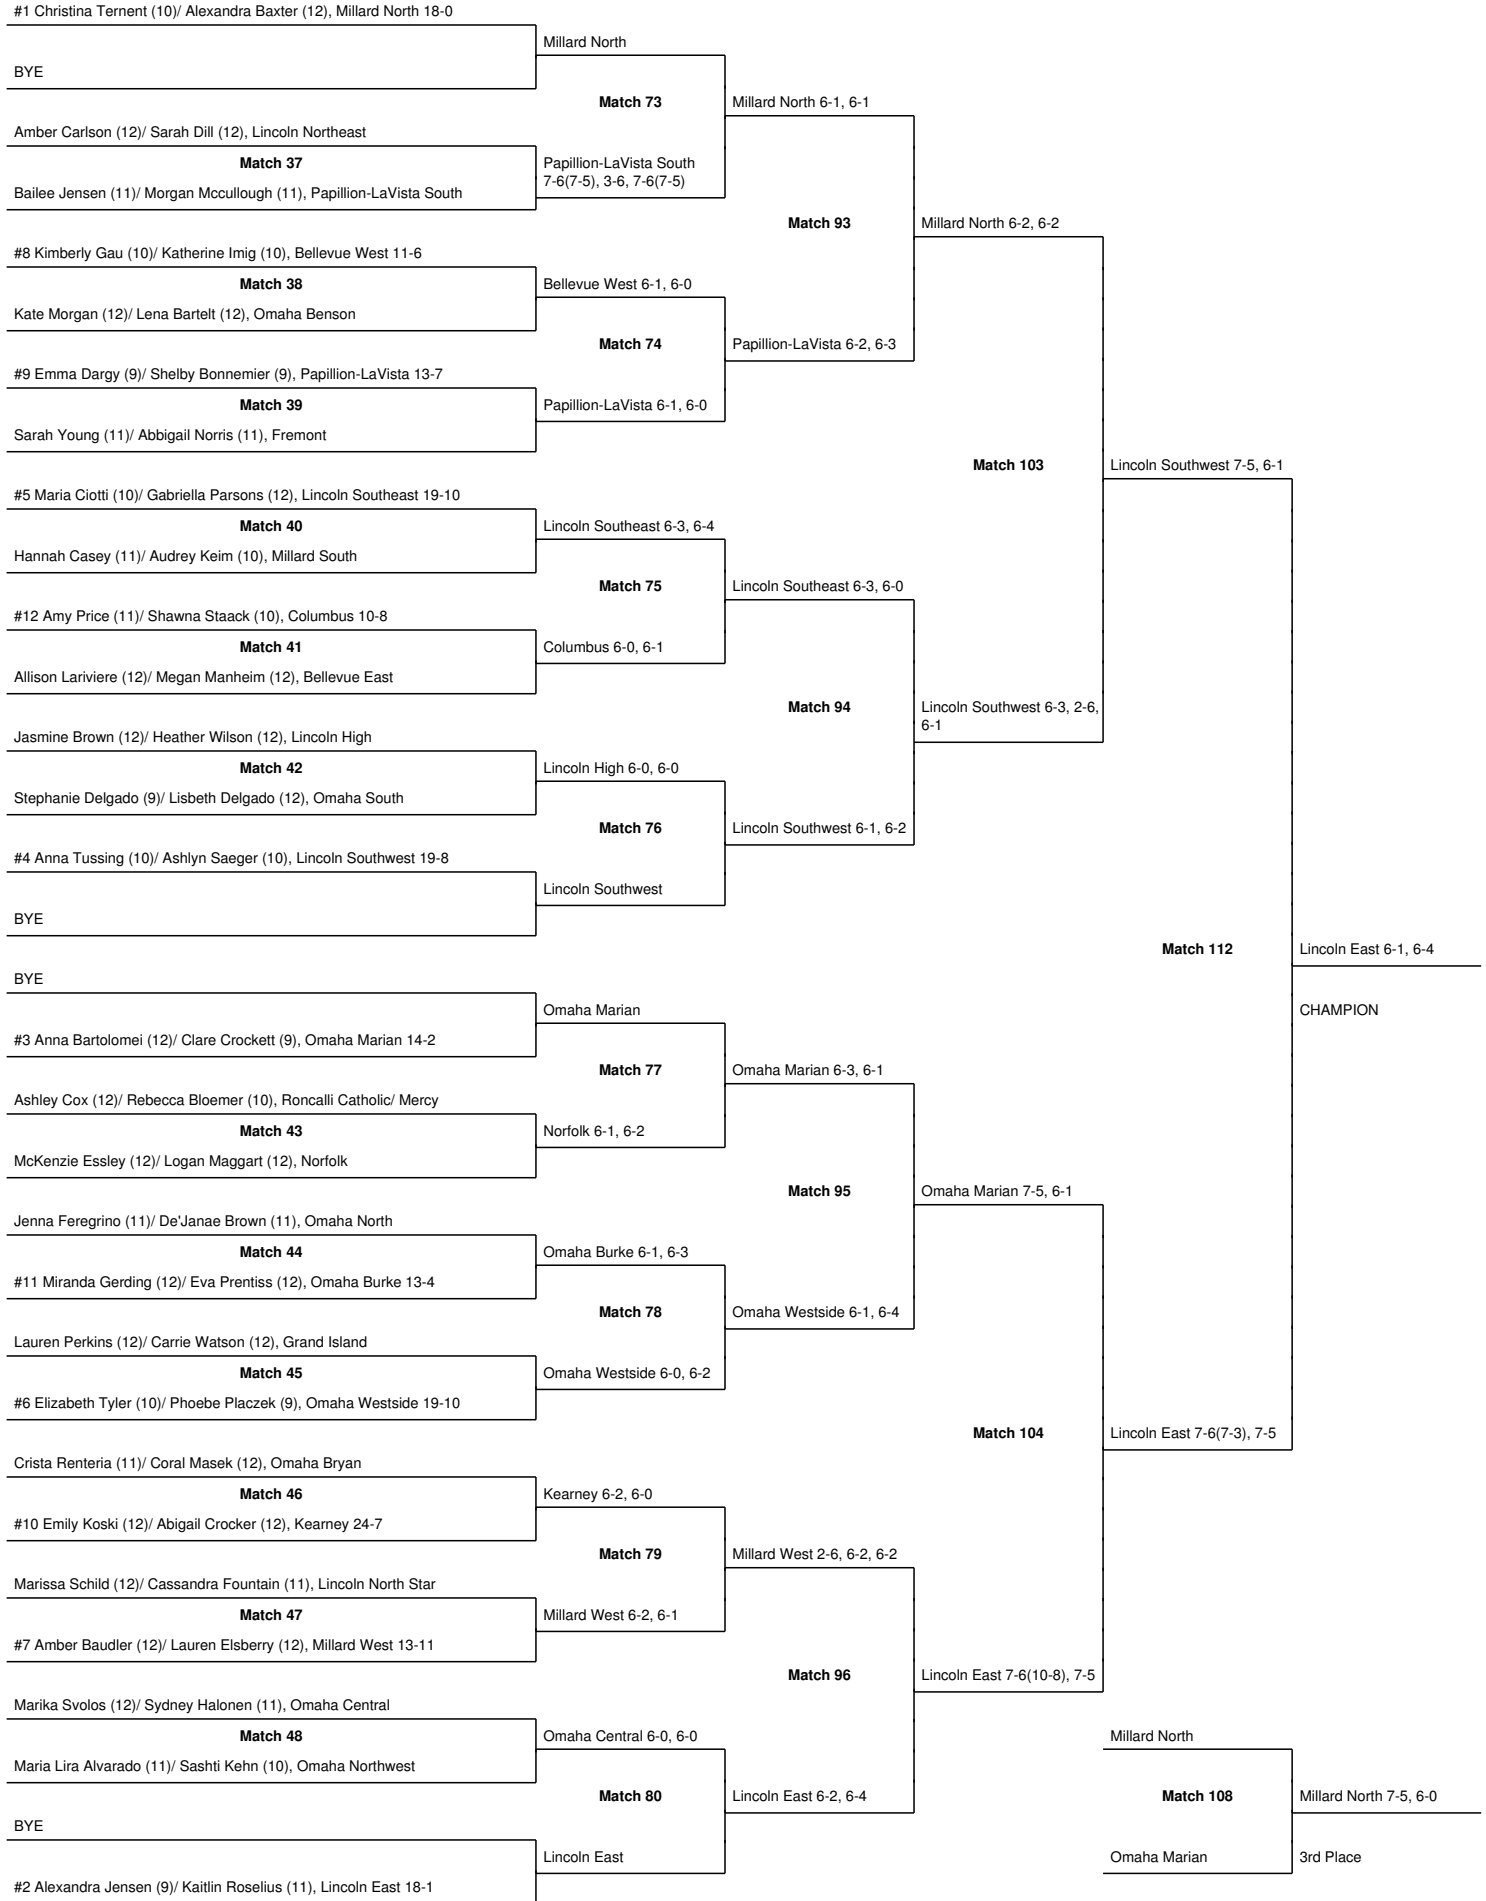 #1 Christina Ternent (10)/ Alexandra Baxter (12), Millard North 18-0
Millard North
BYE
Match 73
Millard North 6-1, 6-1
Amber Carlson (12)/ Sarah Dill (12), Lincoln Northeast
Match 37
Papillion-LaVista South
7-6(7-5), 3-6, 7-6(7-5)
Bailee Jensen (11)/ Morgan Mccullough (11), Papillion-LaVista South
Match 93
Millard North 6-2, 6-2
#8 Kimberly Gau (10)/ Katherine Imig (10), Bellevue West 11-6
Match 38
Bellevue West 6-1, 6-0
Kate Morgan (12)/ Lena Bartelt (12), Omaha Benson
Match 74
Papillion-LaVista 6-2, 6-3
#9 Emma Dargy (9)/ Shelby Bonnemier (9), Papillion-LaVista 13-7
Match 39
Papillion-LaVista 6-1, 6-0
Sarah Young (11)/ Abbigail Norris (11), Fremont
Match 103
Lincoln Southwest 7-5, 6-1
#5 Maria Ciotti (10)/ Gabriella Parsons (12), Lincoln Southeast 19-10
Match 40
Lincoln Southeast 6-3, 6-4
Hannah Casey (11)/ Audrey Keim (10), Millard South
Match 75
Lincoln Southeast 6-3, 6-0
#12 Amy Price (11)/ Shawna Staack (10), Columbus 10-8
Match 41
Columbus 6-0, 6-1
Allison Lariviere (12)/ Megan Manheim (12), Bellevue East
Match 94
Lincoln Southwest 6-3, 2-6,
6-1
Jasmine Brown (12)/ Heather Wilson (12), Lincoln High
Match 42
Lincoln High 6-0, 6-0
Stephanie Delgado (9)/ Lisbeth Delgado (12), Omaha South
Match 76
Lincoln Southwest 6-1, 6-2
#4 Anna Tussing (10)/ Ashlyn Saeger (10), Lincoln Southwest 19-8
Lincoln Southwest
BYE
Match 112
Lincoln East 6-1, 6-4
BYE
Omaha Marian
CHAMPION
#3 Anna Bartolomei (12)/ Clare Crockett (9), Omaha Marian 14-2
Match 77
Omaha Marian 6-3, 6-1
Ashley Cox (12)/ Rebecca Bloemer (10), Roncalli Catholic/ Mercy
Match 43
Norfolk 6-1, 6-2
McKenzie Essley (12)/ Logan Maggart (12), Norfolk
Match 95
Omaha Marian 7-5, 6-1
Jenna Feregrino (11)/ De'Janae Brown (11), Omaha North
Match 44
Omaha Burke 6-1, 6-3
#11 Miranda Gerding (12)/ Eva Prentiss (12), Omaha Burke 13-4
Match 78
Omaha Westside 6-1, 6-4
Lauren Perkins (12)/ Carrie Watson (12), Grand Island
Match 45
Omaha Westside 6-0, 6-2
#6 Elizabeth Tyler (10)/ Phoebe Placzek (9), Omaha Westside 19-10
Match 104
Lincoln East 7-6(7-3), 7-5
Crista Renteria (11)/ Coral Masek (12), Omaha Bryan
Match 46
Kearney 6-2, 6-0
#10 Emily Koski (12)/ Abigail Crocker (12), Kearney 24-7
Match 79
Millard West 2-6, 6-2, 6-2
Marissa Schild (12)/ Cassandra Fountain (11), Lincoln North Star
Match 47
Millard West 6-2, 6-1
#7 Amber Baudler (12)/ Lauren Elsberry (12), Millard West 13-11
Match 96
Lincoln East 7-6(10-8), 7-5
Marika Svolos (12)/ Sydney Halonen (11), Omaha Central
Match 48
Omaha Central 6-0, 6-0
Millard North
Maria Lira Alvarado (11)/ Sashti Kehn (10), Omaha Northwest
Match 80
Lincoln East 6-2, 6-4
Match 108
Millard North 7-5, 6-0
BYE
Lincoln East
Omaha Marian
3rd Place
#2 Alexandra Jensen (9)/ Kaitlin Roselius (11), Lincoln East 18-1